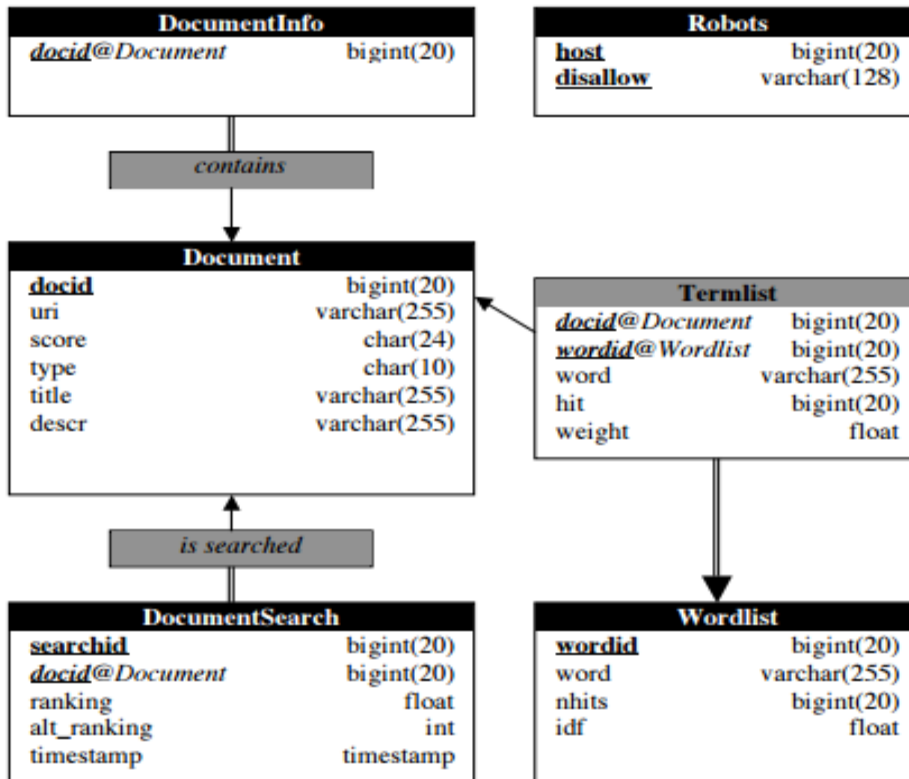 DocumentInfo
docid@Document bigint(20)
Robots
host bigint(20)
disallow varchar(128)
contains
Document
docid bigint(20)
uri varchar(255)
score char(24)
type char(10)
title varchar(255)
descr varchar(255)
Termlist
docid@Document bigint(20)
wordid@Wordlist bigint(20)
word varchar(255)
hit bigint(20)
weight float
is searched
DocumentSearch
searchid bigint(20)
docid@Document bigint(20)
ranking float
alt_ranking int
timestamp timestamp
Wordlist
wordid bigint(20)
word varchar(255)
nhits bigint(20)
idf float